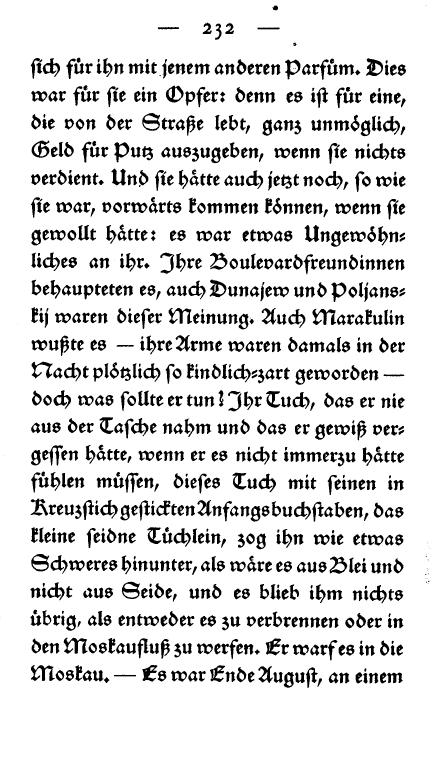 — 232 —
sich für ihn mit jenem anderen Parfüm. Dies
war für sie ein Opfer: denn es ist für eine,
die von der Straße lebt, ganz unmöglich,
Geld für Putz auszugeben, wenn sie nichts
verdient. Und sie hätte auch jetzt noch, so wie
sie war, vorwärts kommen können, wenn sie
gewollt hätte: es war etwas Ungewöhn-
liches an ihr. Ihre Boulevardfreundinnen
behaupteten es, auch Dunajew und Poljans-
kij waren dieser Meinung. Auch Marakulin
wußte es — ihre Arme waren damals in der
Nacht plötzlich so kindlich-zart geworden —
doch was sollte er tun? Ihr Tuch, das er nie
aus der Tasche nahm und das er gewiß ver-
gessen hätte, wenn er es nicht immerzu hätte
fühlen müssen, dieses Tuch mit seinen in
Kreuzstich gestickten Anfangsbuchstaben, das
kleine seidne Tüchlein, zog ihn wie etwas
Schweres hinunter, als wäre es aus Blei und
nicht aus Seide, und es blieb ihm nichts
übrig, als entweder es zu verbrennen oder in
den Moskaufluß zu werfen. Er warf es in die
Moskau. — Es war Ende August, an einem